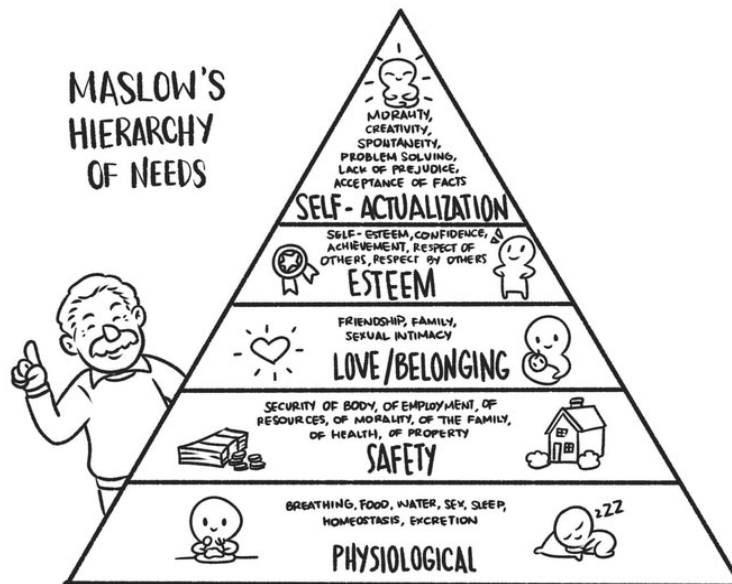 MASLOW'S
HIERARCHY
OF NEEDS
MORALITY,
CREATIVITY,
SPONTANEITY,
PROBLEM SOLVING,
LACK OF PREJUDICE,
ACCEPTANCE OF FACTS
SELF-ACTUALIZATION
SELF-ESTEEM, CONFIDENCE,
ACHIEVEMENT, RESPECT OF
OTHERS, RESPECT BY OTHERS
ESTEEM
FRIENDSHIP, FAMILY,
SEXUAL INTIMACY
LOVE/BELONGING
SECURITY OF BODY, OF EMPLOYMENT, OF
RESOURCES, OF MORALITY, OF THE FAMILY,
OF HEALTH, OF PROPERTY
SAFETY
BREATHING, FOOD, WATER, SEX, SLEEP,
HOMEOSTASIS, EXCRETION
zZZ
PHYSIOLOGICAL